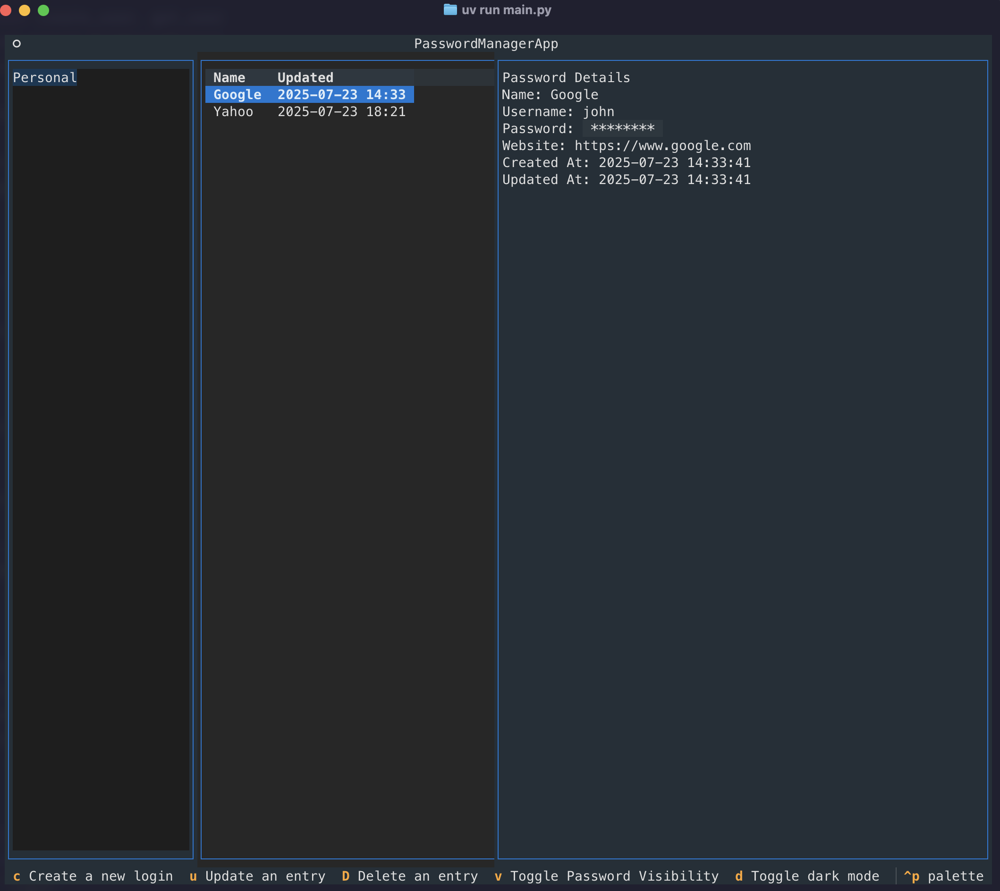 uv run main.py
PasswordManagerApp
Personal
Name Updated
Google 2025-07-23 14:33
Yahoo 2025-07-23 18:21
Password Details
Name: Google
Username: john
Password: ********
Website: https://www.google.com
Created At: 2025-07-23 14:33:41
Updated At: 2025-07-23 14:33:41
c Create a new login u Update an entry D Delete an entry v Toggle Password Visibility d Toggle dark mode ^p palette